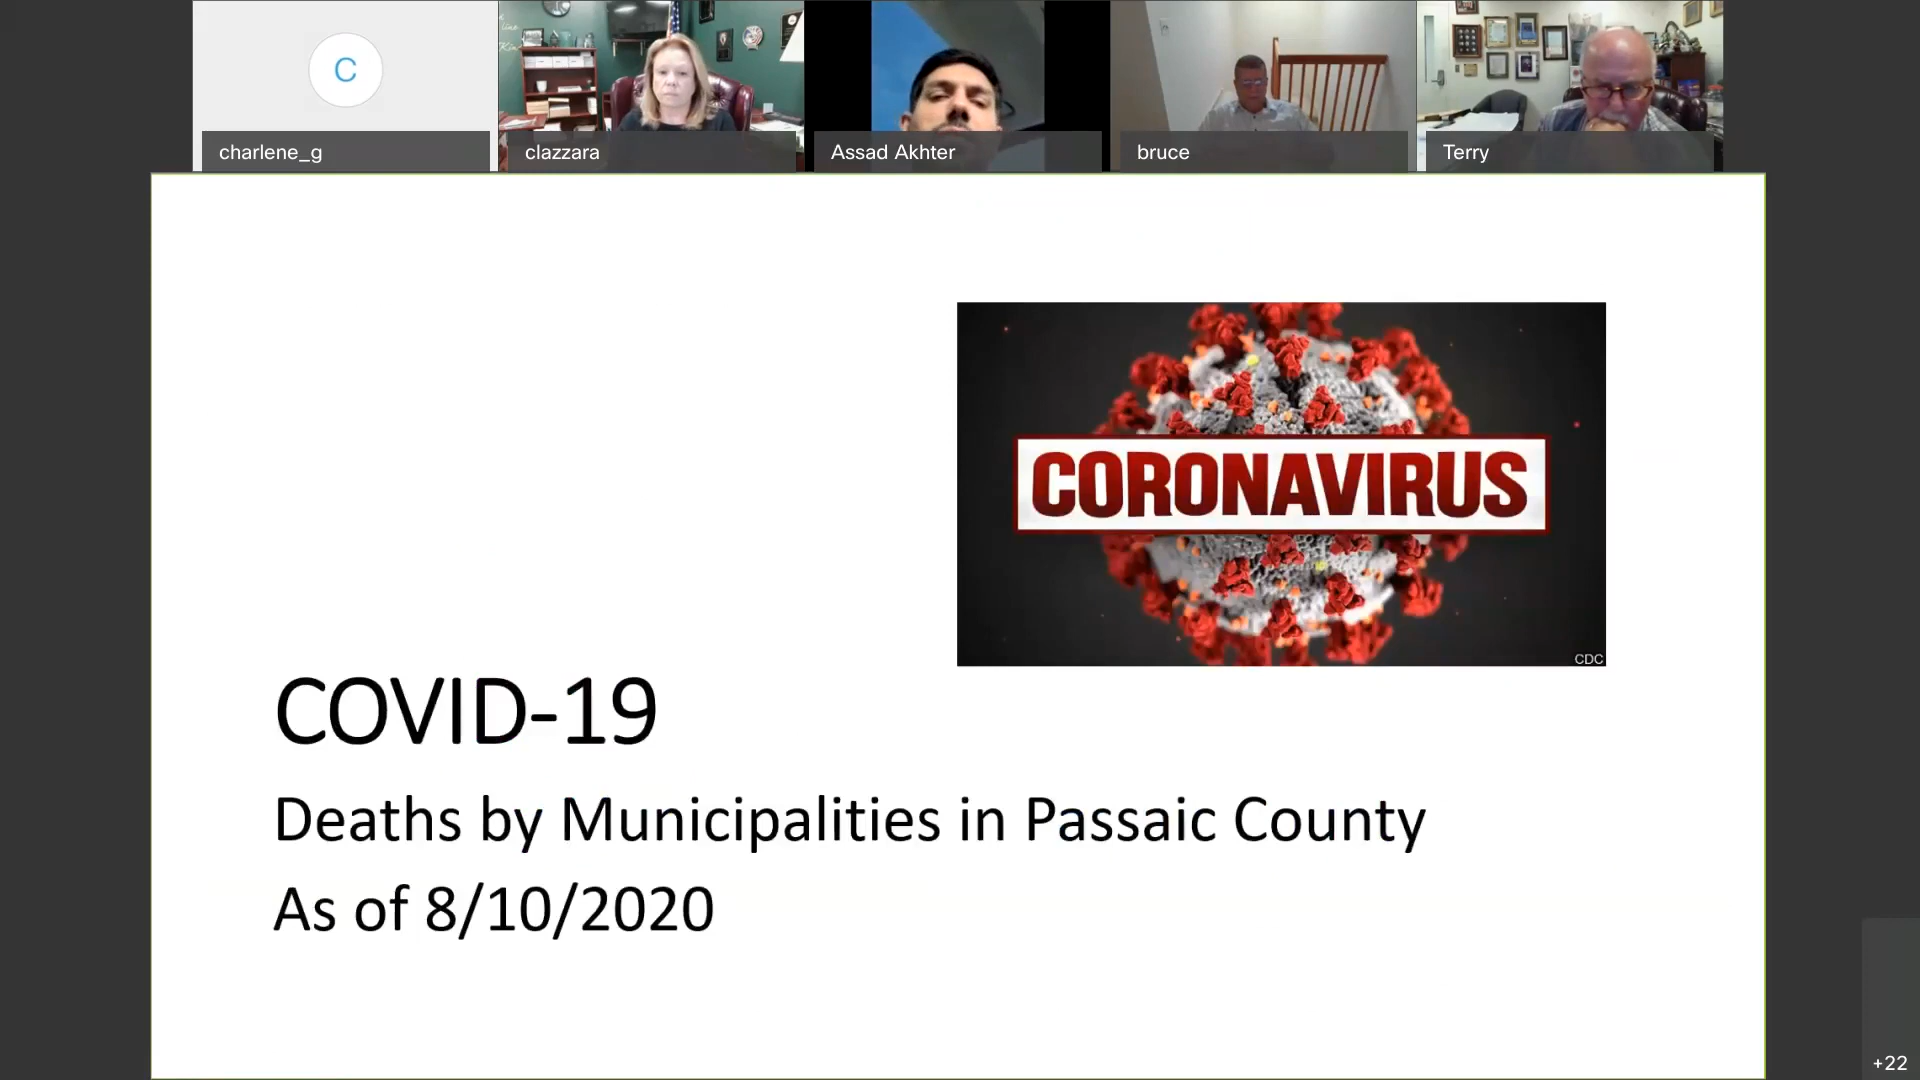 C
charlene_g
clazzara
Assad Akhter
bruce
Terry
CORONAVIRUS
CDC
COVID-19
Deaths by Municipalities in Passaic County
As of 8/10/2020
+22